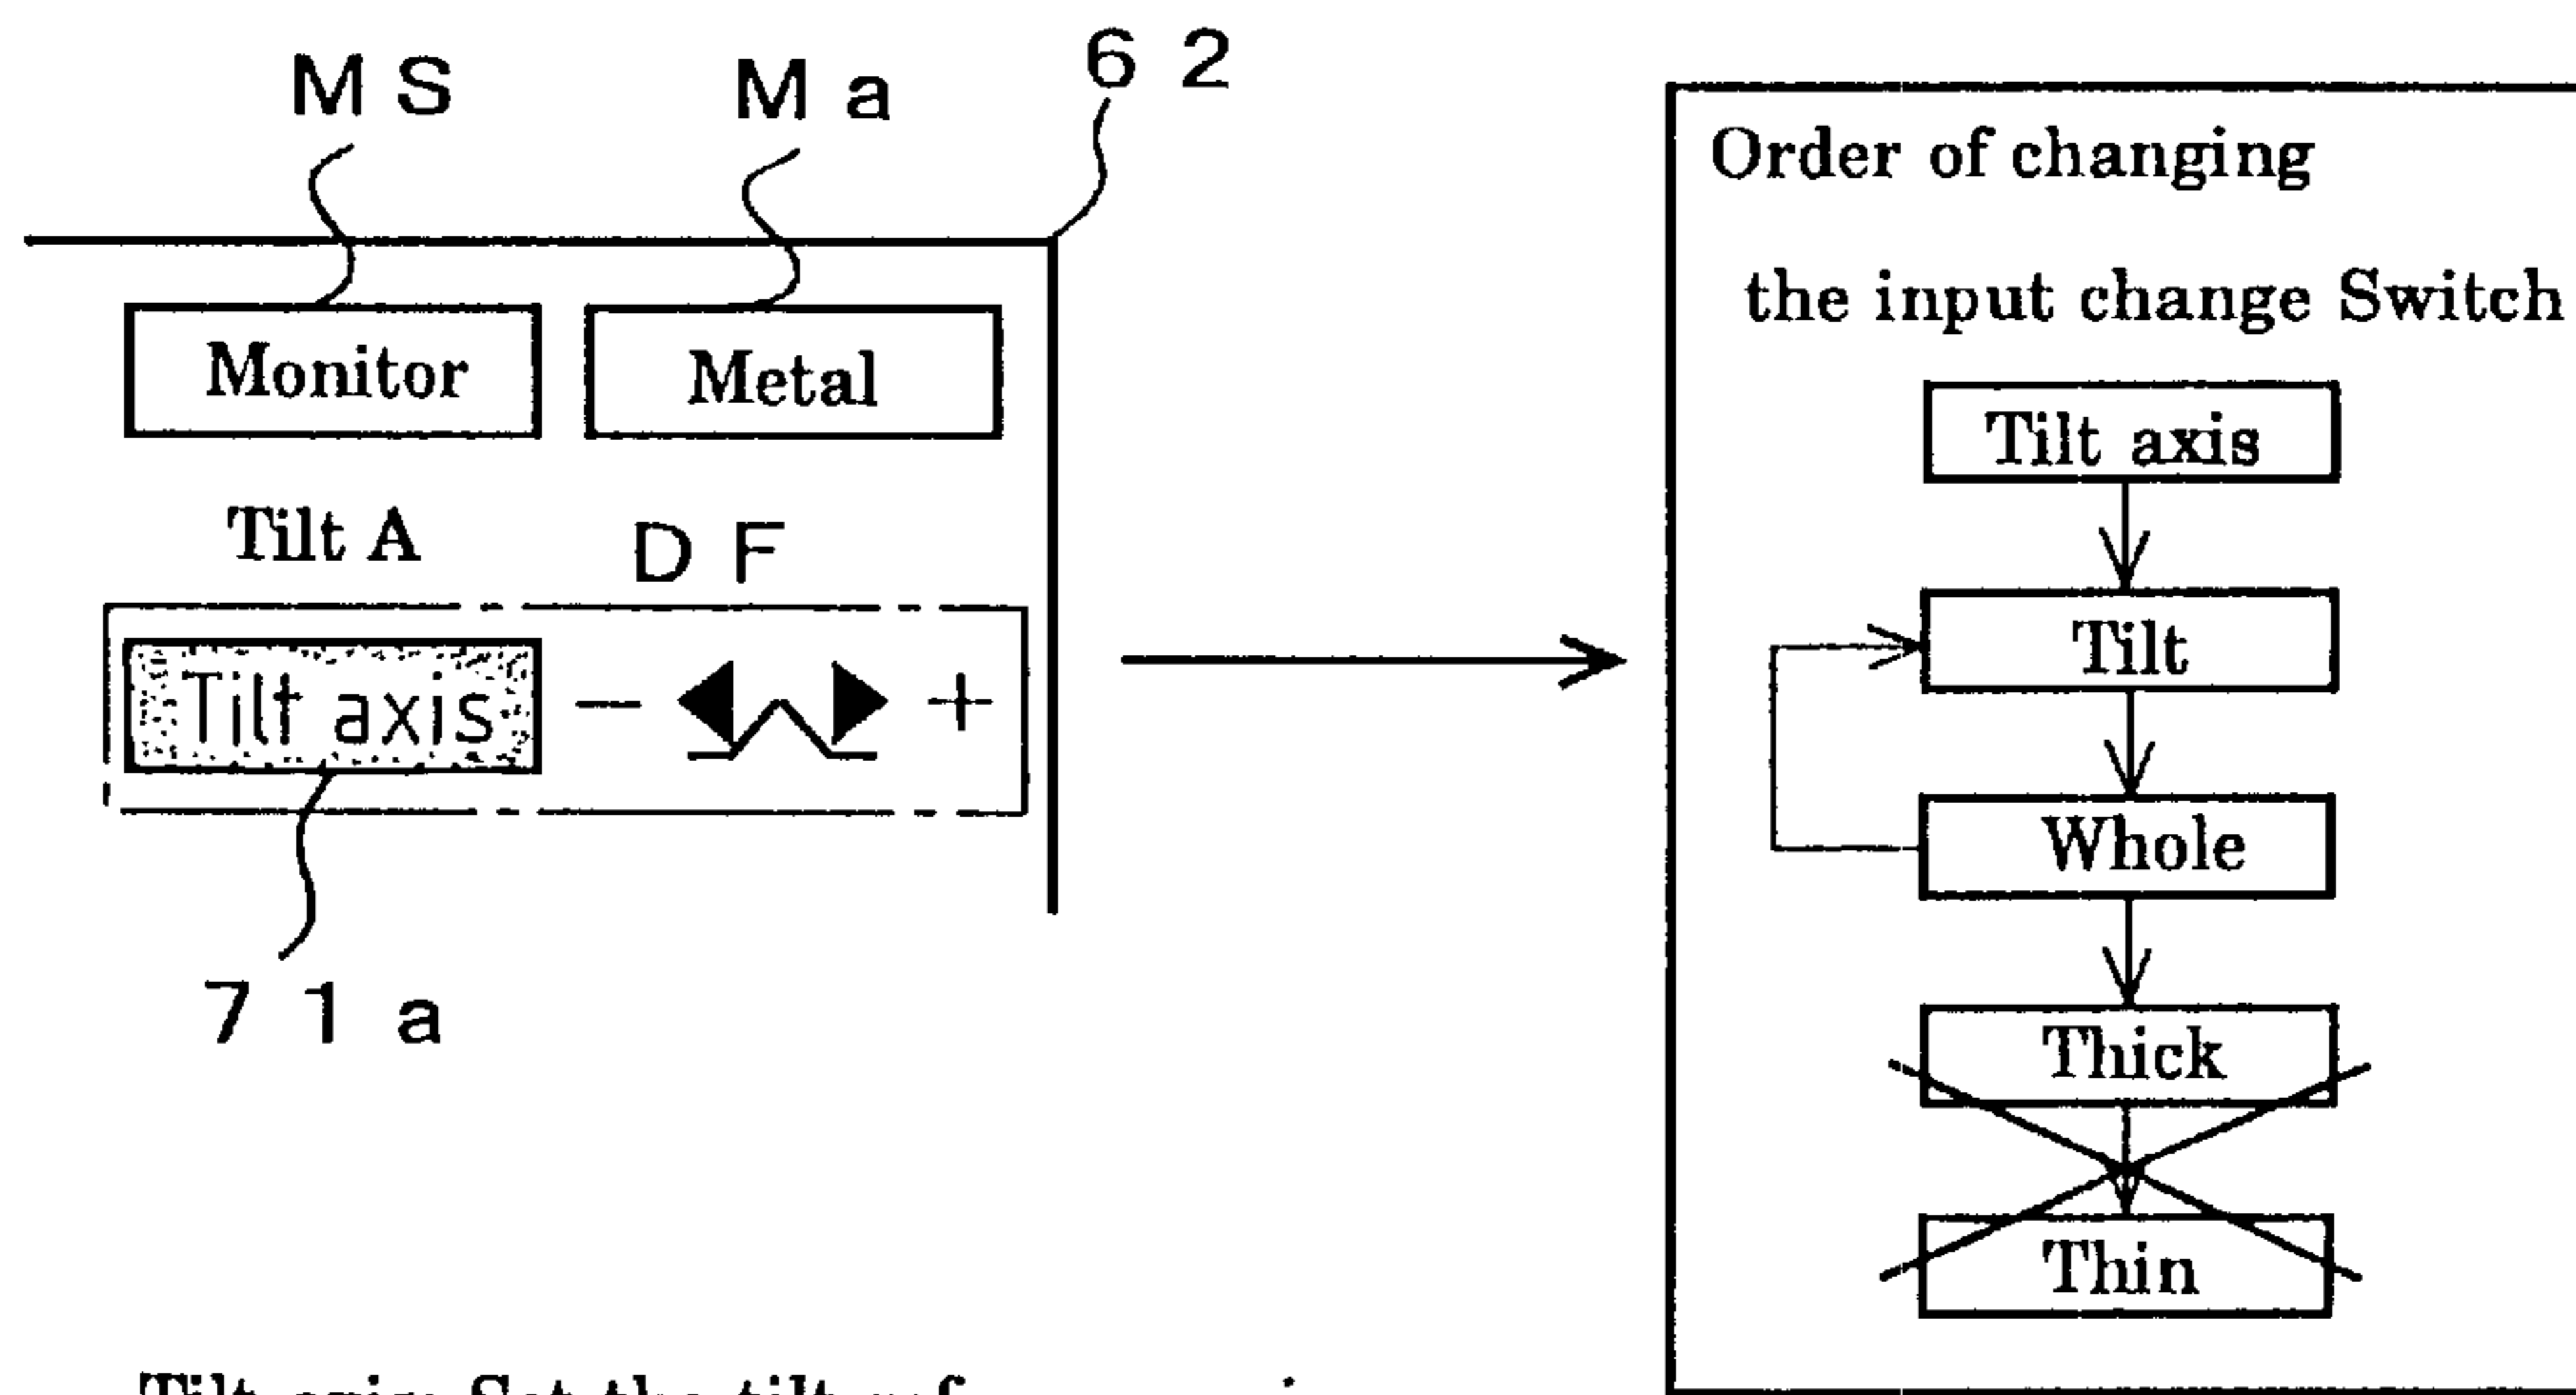 MS Ma 62
Monitor Metal
Tilt A DF
Tilt axis − +
71a
Order of changing
the input change Switch
Tilt axis
Tilt
Whole
Thick
Thin